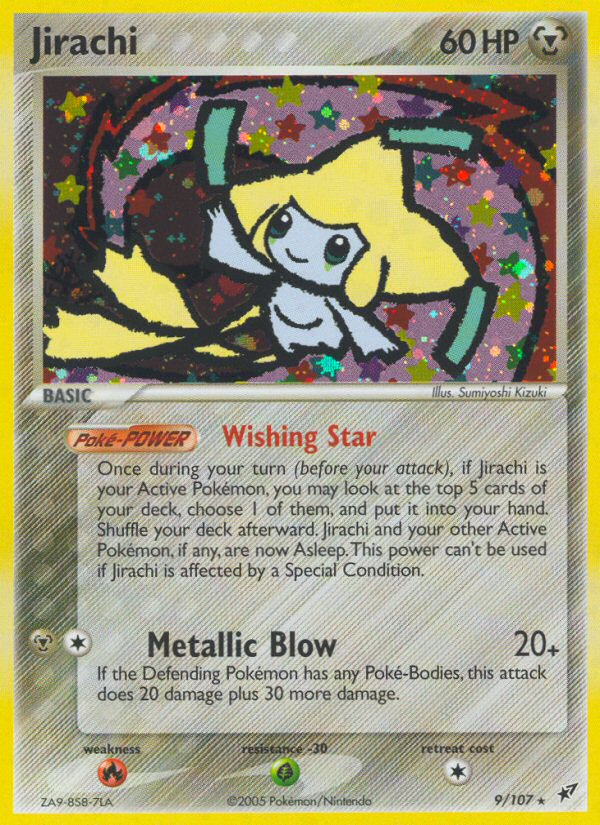 Jirachi 60 HP
BASIC
Illus. Sumiyoshi Kizuki
Poké-POWER Wishing Star
Once during your turn (before your attack), if Jirachi is
your Active Pokémon, you may look at the top 5 cards of
your deck, choose 1 of them, and put it into your hand.
Shuffle your deck afterward. Jirachi and your other Active
Pokémon, if any, are now Asleep. This power can't be used
if Jirachi is affected by a Special Condition.
Metallic Blow 20+
If the Defending Pokémon has any Poké-Bodies, this attack
does 20 damage plus 30 more damage.
weakness resistance -30 retreat cost
ZA9-858-7LA ©2005 Pokémon/Nintendo 9/107 ★